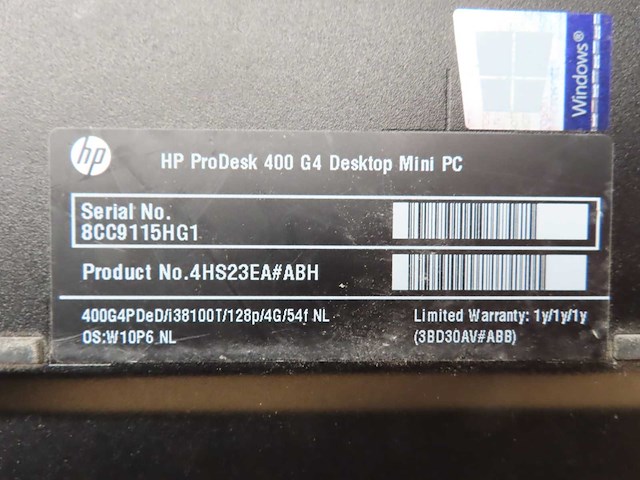 Windows®
hp
HP ProDesk 400 G4 Desktop Mini PC
Serial No.
8CC9115HG1
Product No.4HS23EA#ABH
400G4PDeD/i38100T/128p/4G/54f NL
OS:W10P6 NL
Limited Warranty: 1y/1y/1y
(3BD30AV#ABB)